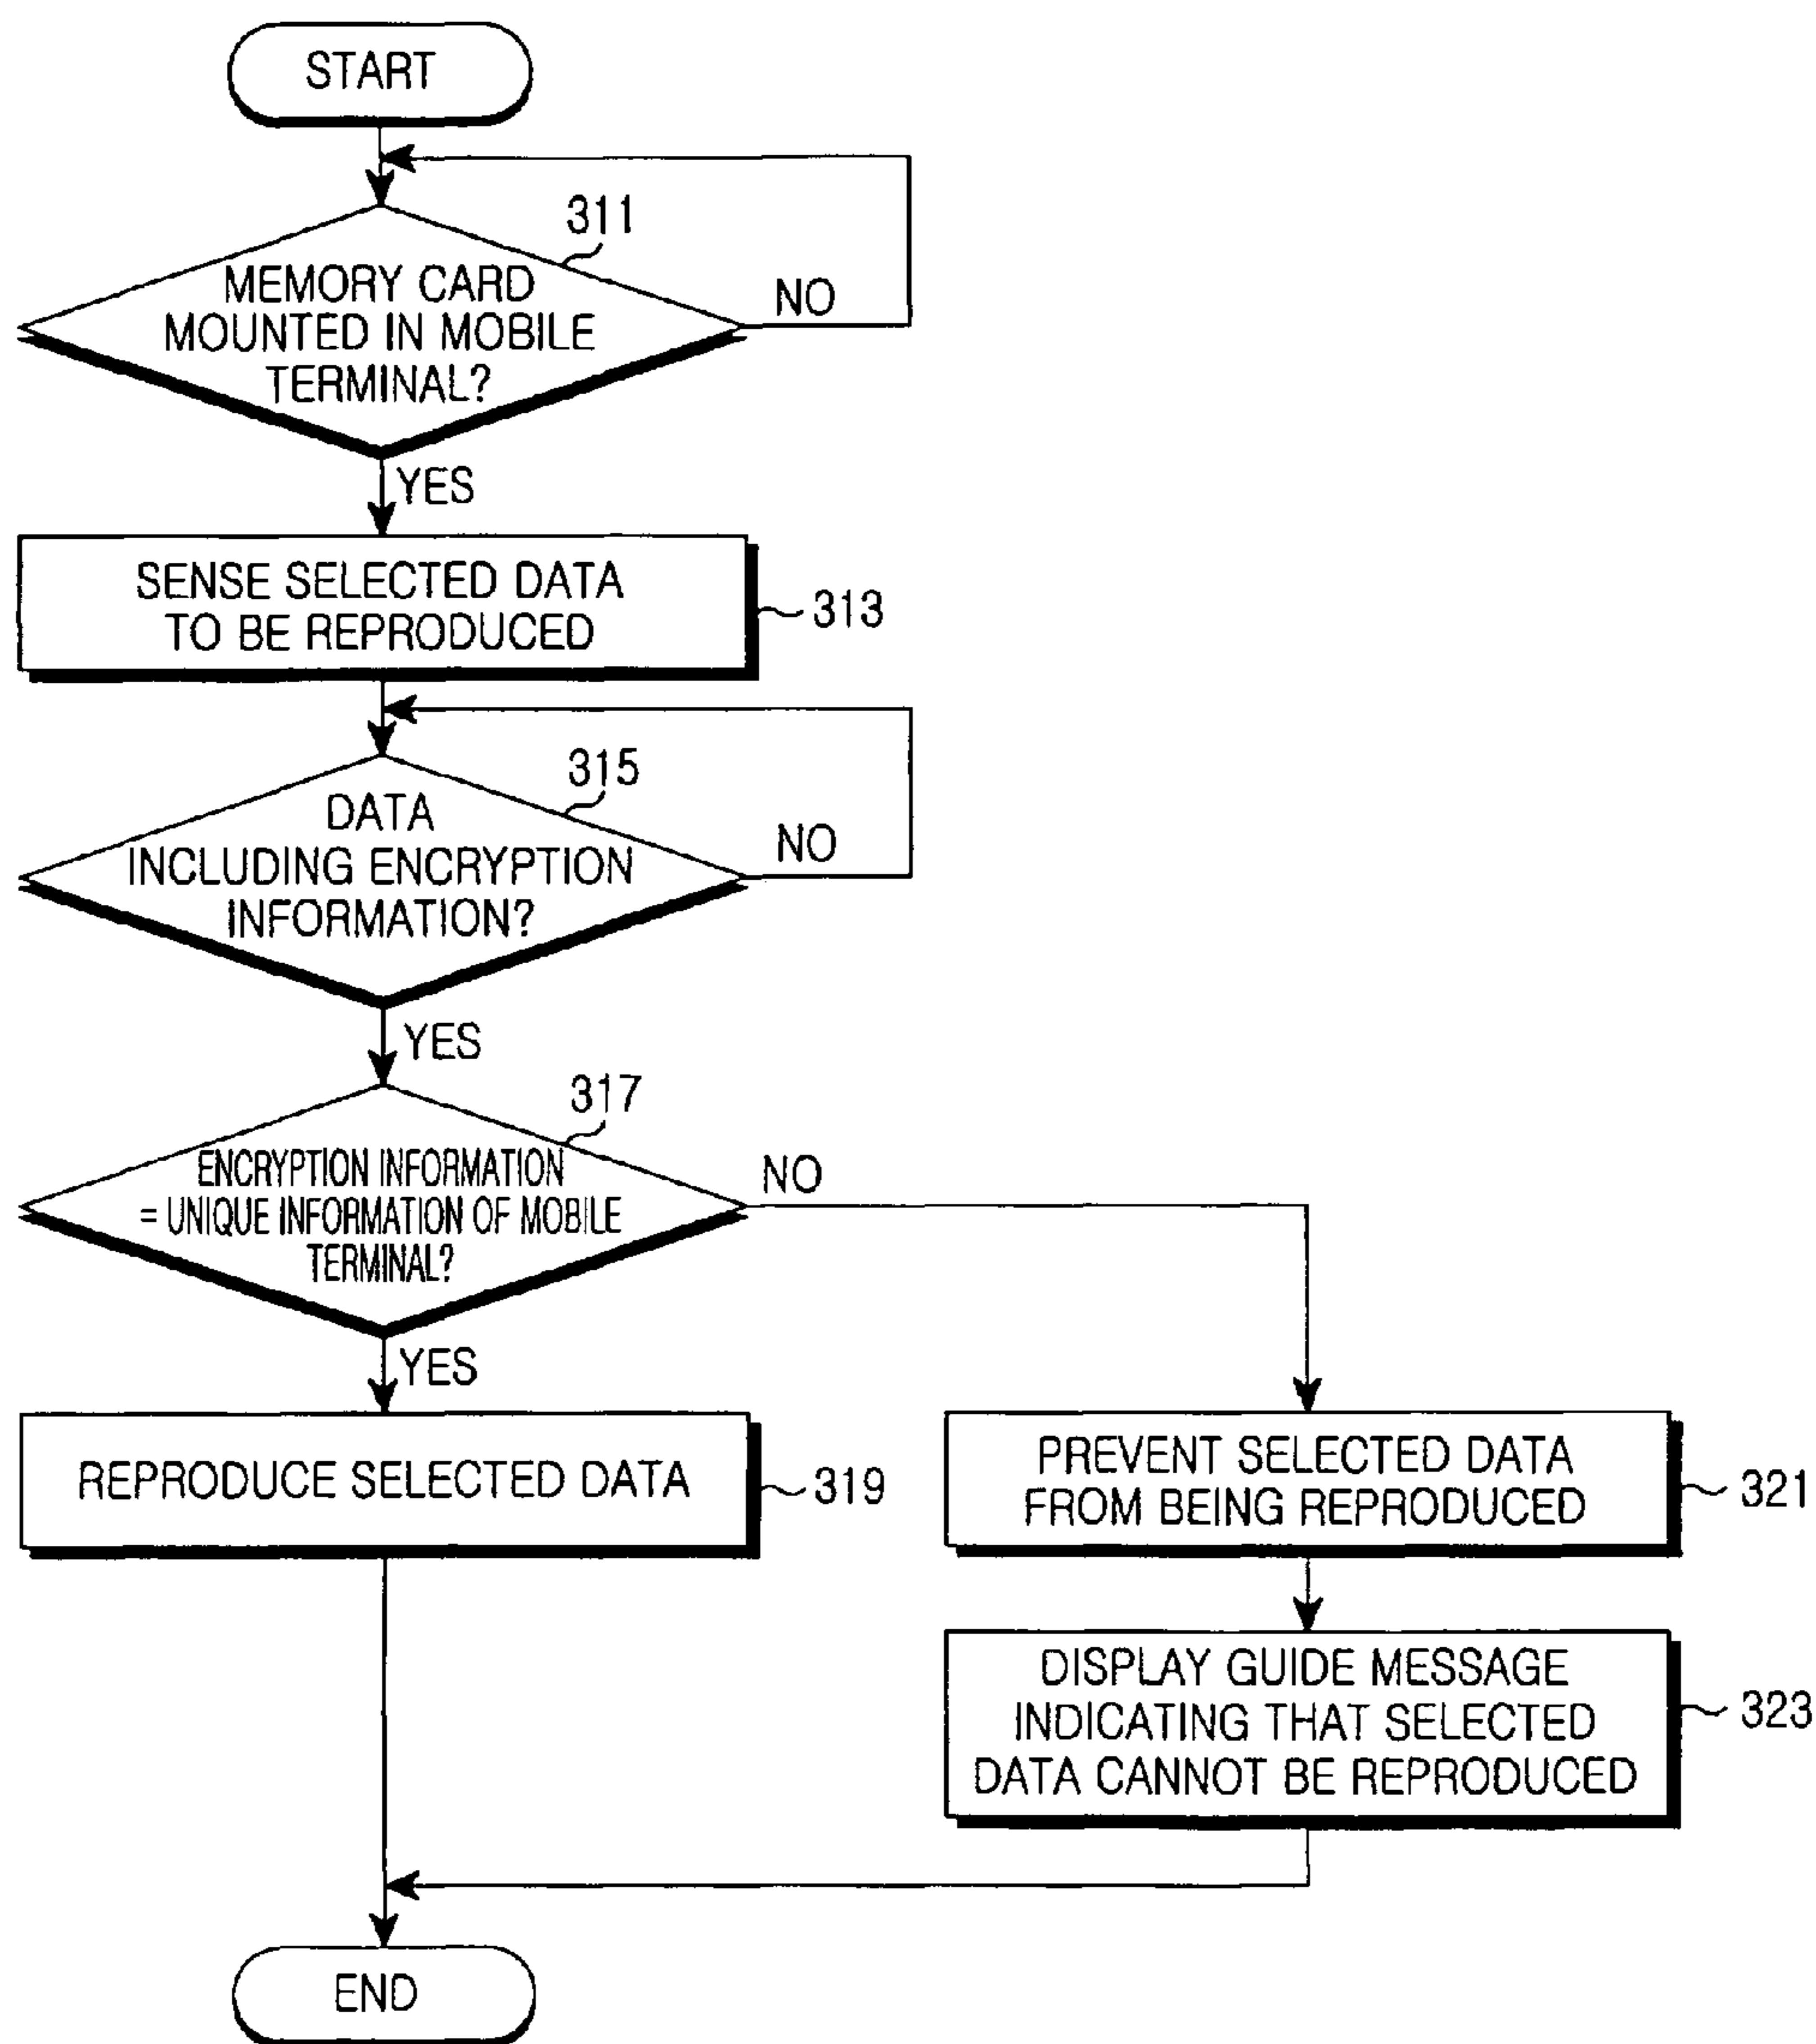 START
311
MEMORY CARD
MOUNTED IN MOBILE
TERMINAL?
NO
YES
SENSE SELECTED DATA
TO BE REPRODUCED
313
315
DATA
INCLUDING ENCRYPTION
INFORMATION?
NO
YES
317
ENCRYPTION INFORMATION
= UNIQUE INFORMATION OF MOBILE
TERMINAL?
NO
YES
REPRODUCE SELECTED DATA
319
PREVENT SELECTED DATA
FROM BEING REPRODUCED
321
DISPLAY GUIDE MESSAGE
INDICATING THAT SELECTED
DATA CANNOT BE REPRODUCED
323
END